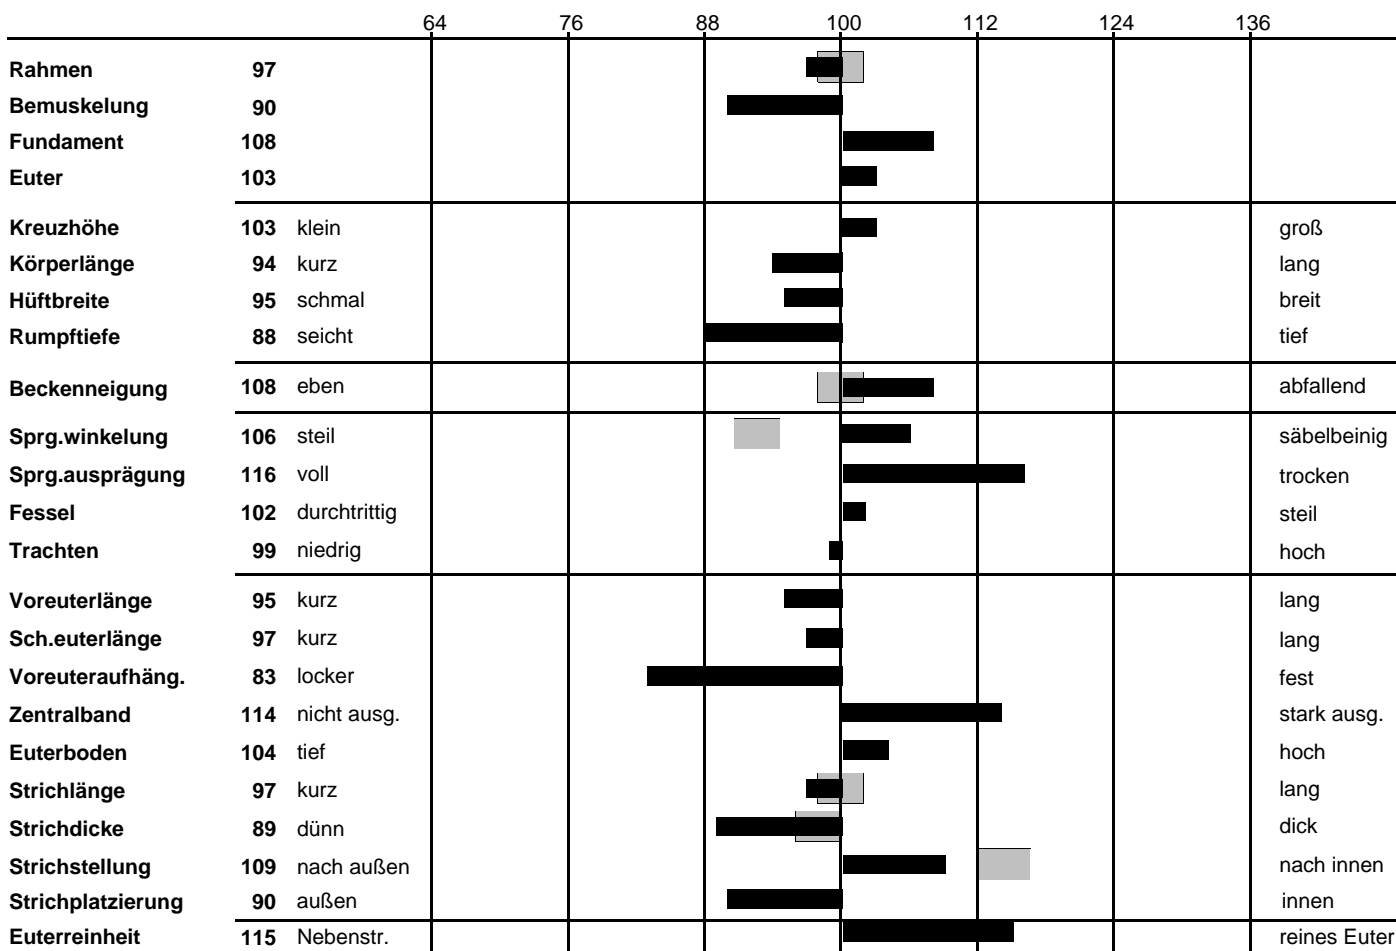 64 76 88 100 112 124 136
Rahmen 97
Bemuskelung 90
Fundament 108
Euter 103
Kreuzhöhe 103 klein groß
Körperlänge 94 kurz lang
Hüftbreite 95 schmal breit
Rumpftiefe 88 seicht tief
Beckenneigung 108 eben abfallend
Sprg.winkelung 106 steil säbelbeinig
Sprg.ausprägung 116 voll trocken
Fessel 102 durchtrittig steil
Trachten 99 niedrig hoch
Voreuterlänge 95 kurz lang
Sch.euterlänge 97 kurz lang
Voreuteraufhäng. 83 locker fest
Zentralband 114 nicht ausg. stark ausg.
Euterboden 104 tief hoch
Strichlänge 97 kurz lang
Strichdicke 89 dünn dick
Strichstellung 109 nach außen nach innen
Strichplatzierung 90 außen innen
Euterreinheit 115 Nebenstr. reines Euter